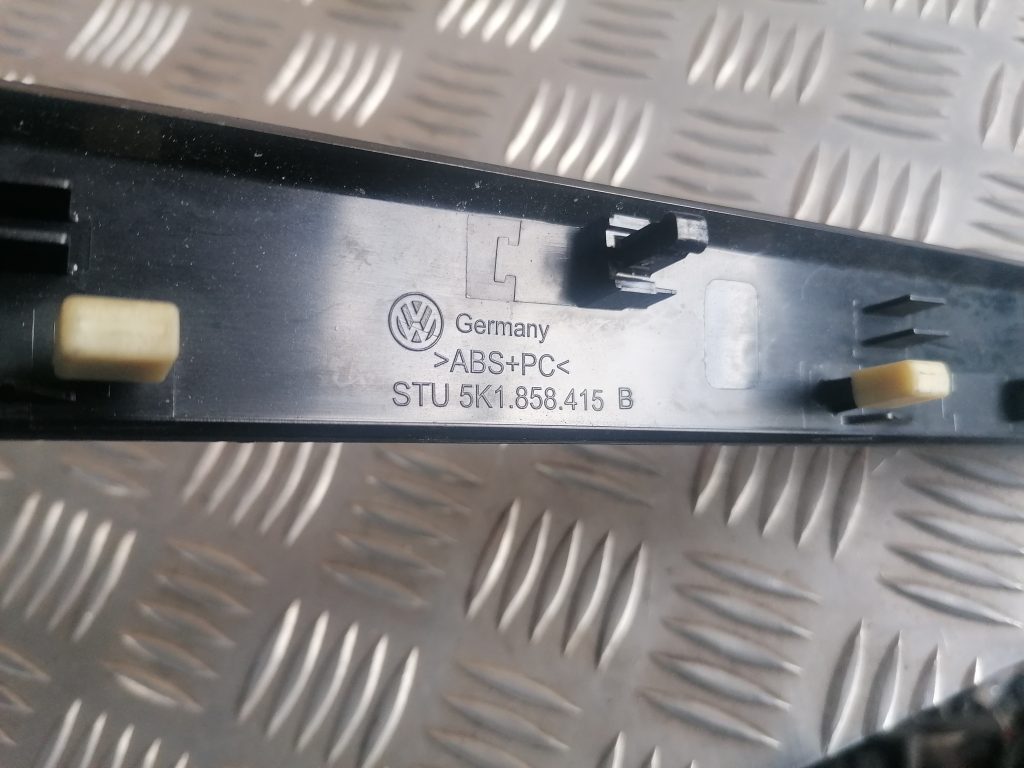 Germany
>ABS+PC<
STU 5K1.858.415 B